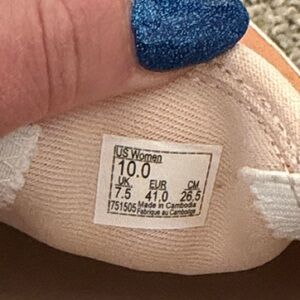 US Women
10.0
UK EUR CM
7.5 41.0 26.5
751505 Made in Cambodia
Fabriqué au Cambodge